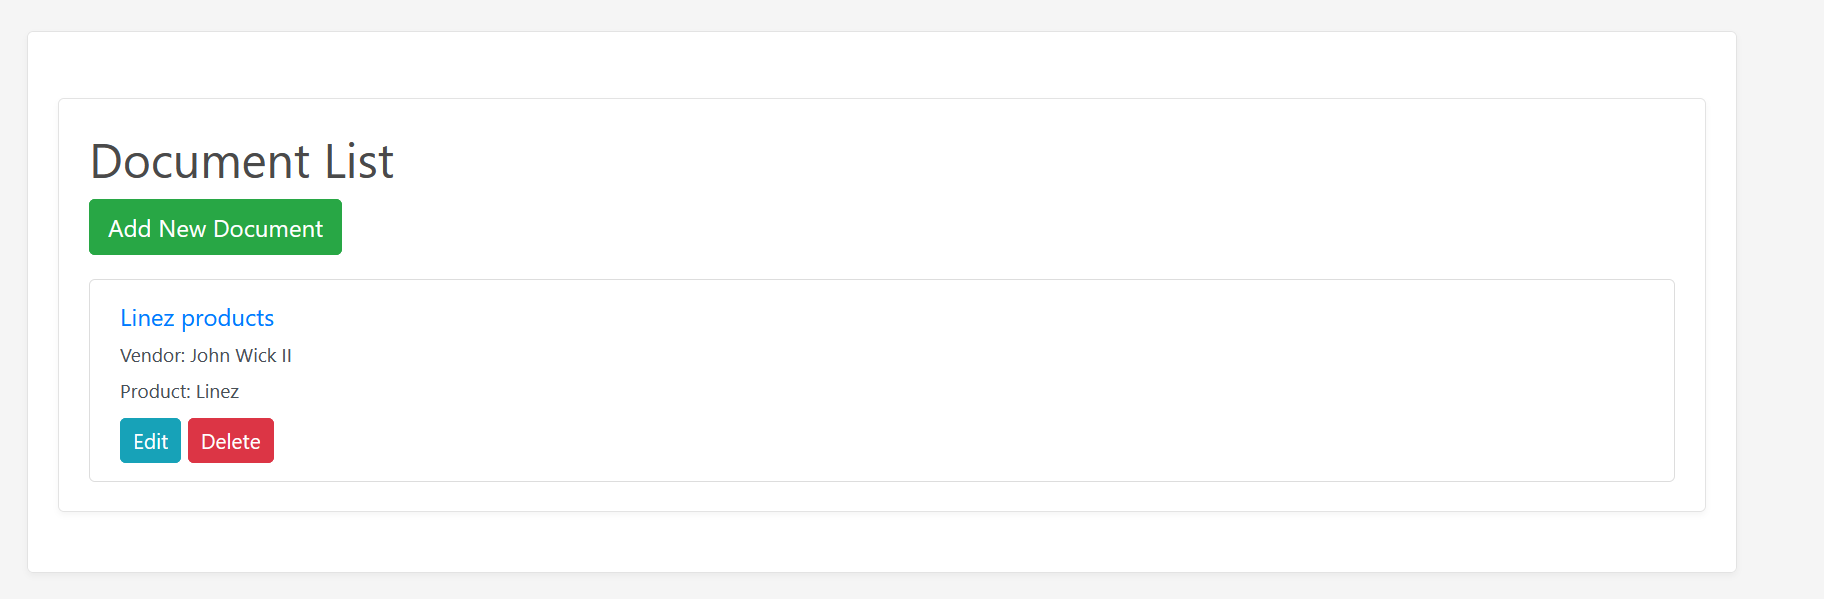 Document List
Add New Document
Linez products
Vendor: John Wick II
Product: Linez
Edit Delete